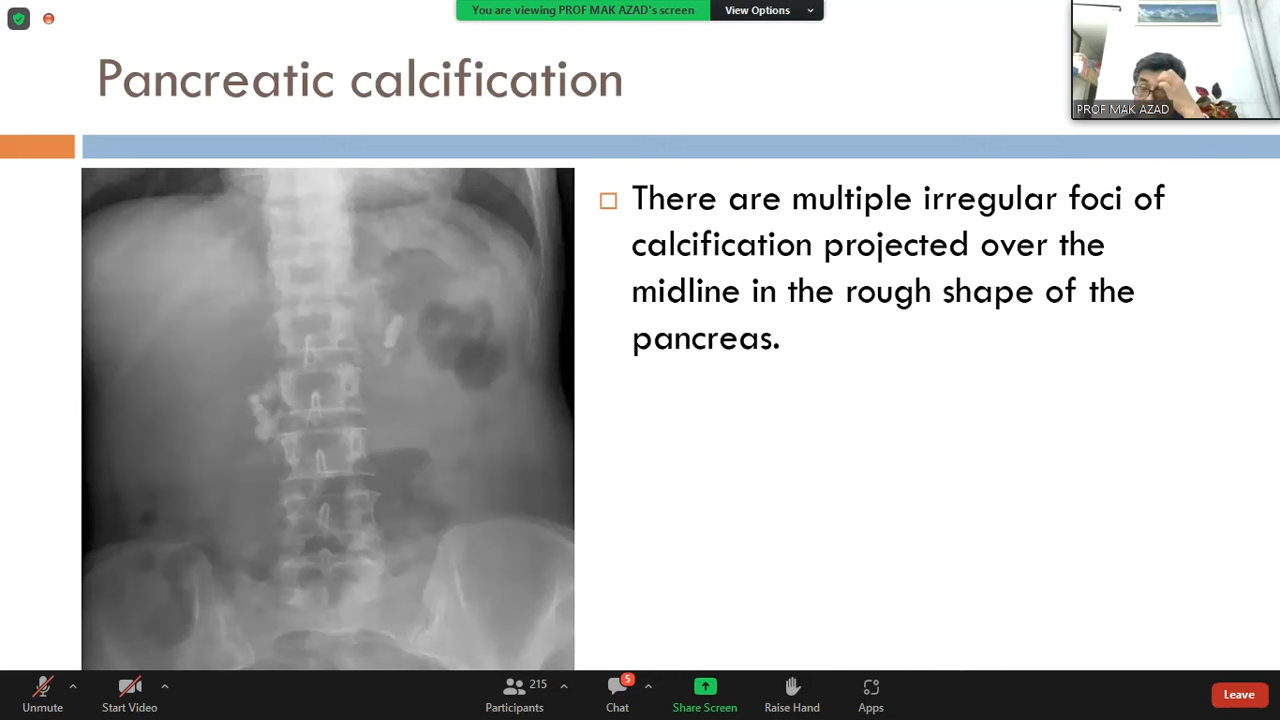 You are viewing PROF MAK AZAD's screen
View Options
Pancreatic calcification
PROF MAK AZAD
There are multiple irregular foci of
calcification projected over the
midline in the rough shape of the
pancreas.
Unmute
Start Video
215
Participants
5
Chat
Share Screen
Raise Hand
Apps
Leave